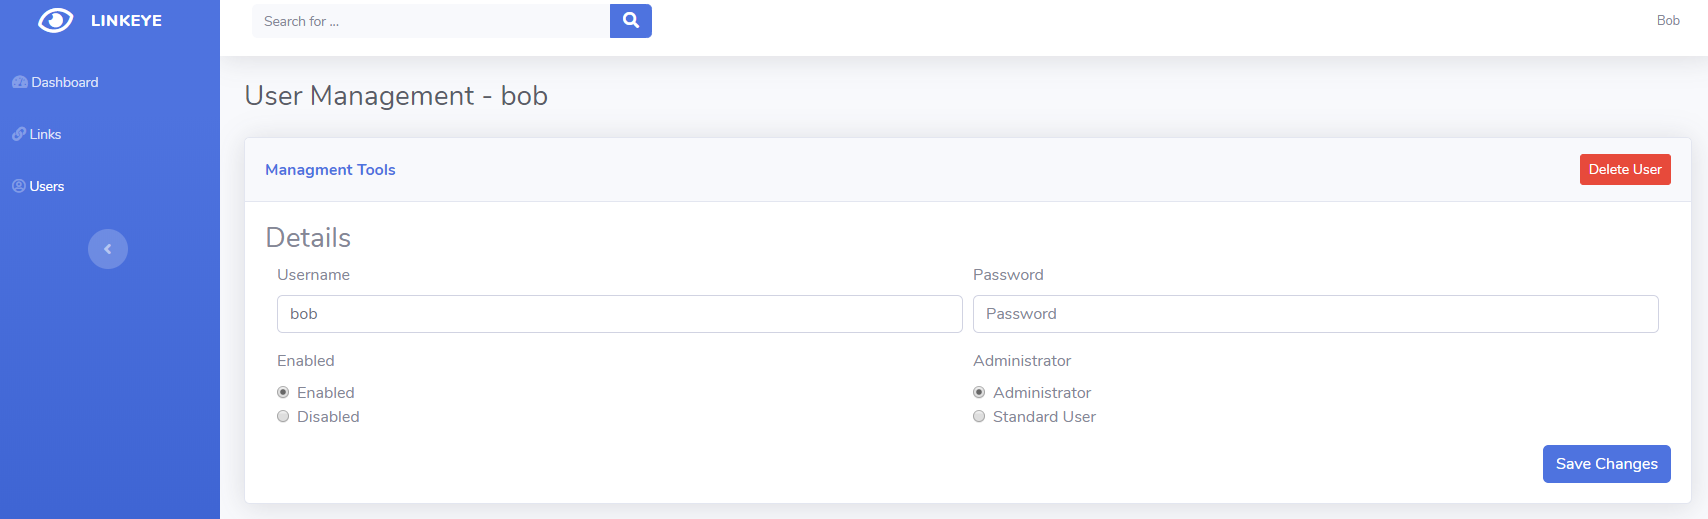 LINKEYE
Search for ...
Bob
Dashboard
Links
Users
User Management - bob
Managment Tools
Delete User
Details
Username
Password
bob
Password
Enabled
Administrator
Enabled
Administrator
Disabled
Standard User
Save Changes